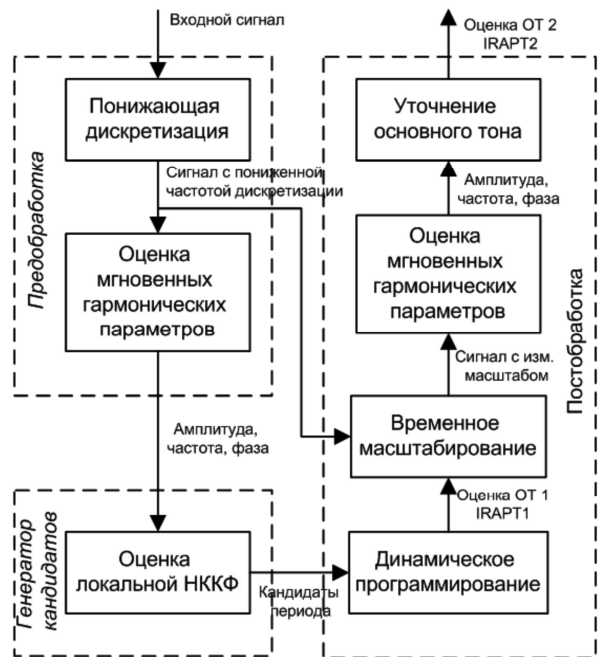 Входной сигнал
Предобработка
Понижающая
дискретизация
Сигнал с пониженной
частотой дискретизации
Оценка
мгновенных
гармонических
параметров
Амплитуда,
частота, фаза
Генератор
кандидатов
Оценка
локальной НККФ
Кандидаты
периода
Постобработка
Динамическое
программирование
Оценка ОТ 1
IRAPT1
Временное
масштабирование
Сигнал с изм.
масштабом
Оценка
мгновенных
гармонических
параметров
Амплитуда,
частота, фаза
Уточнение
основного тона
Оценка ОТ 2
IRAPT2